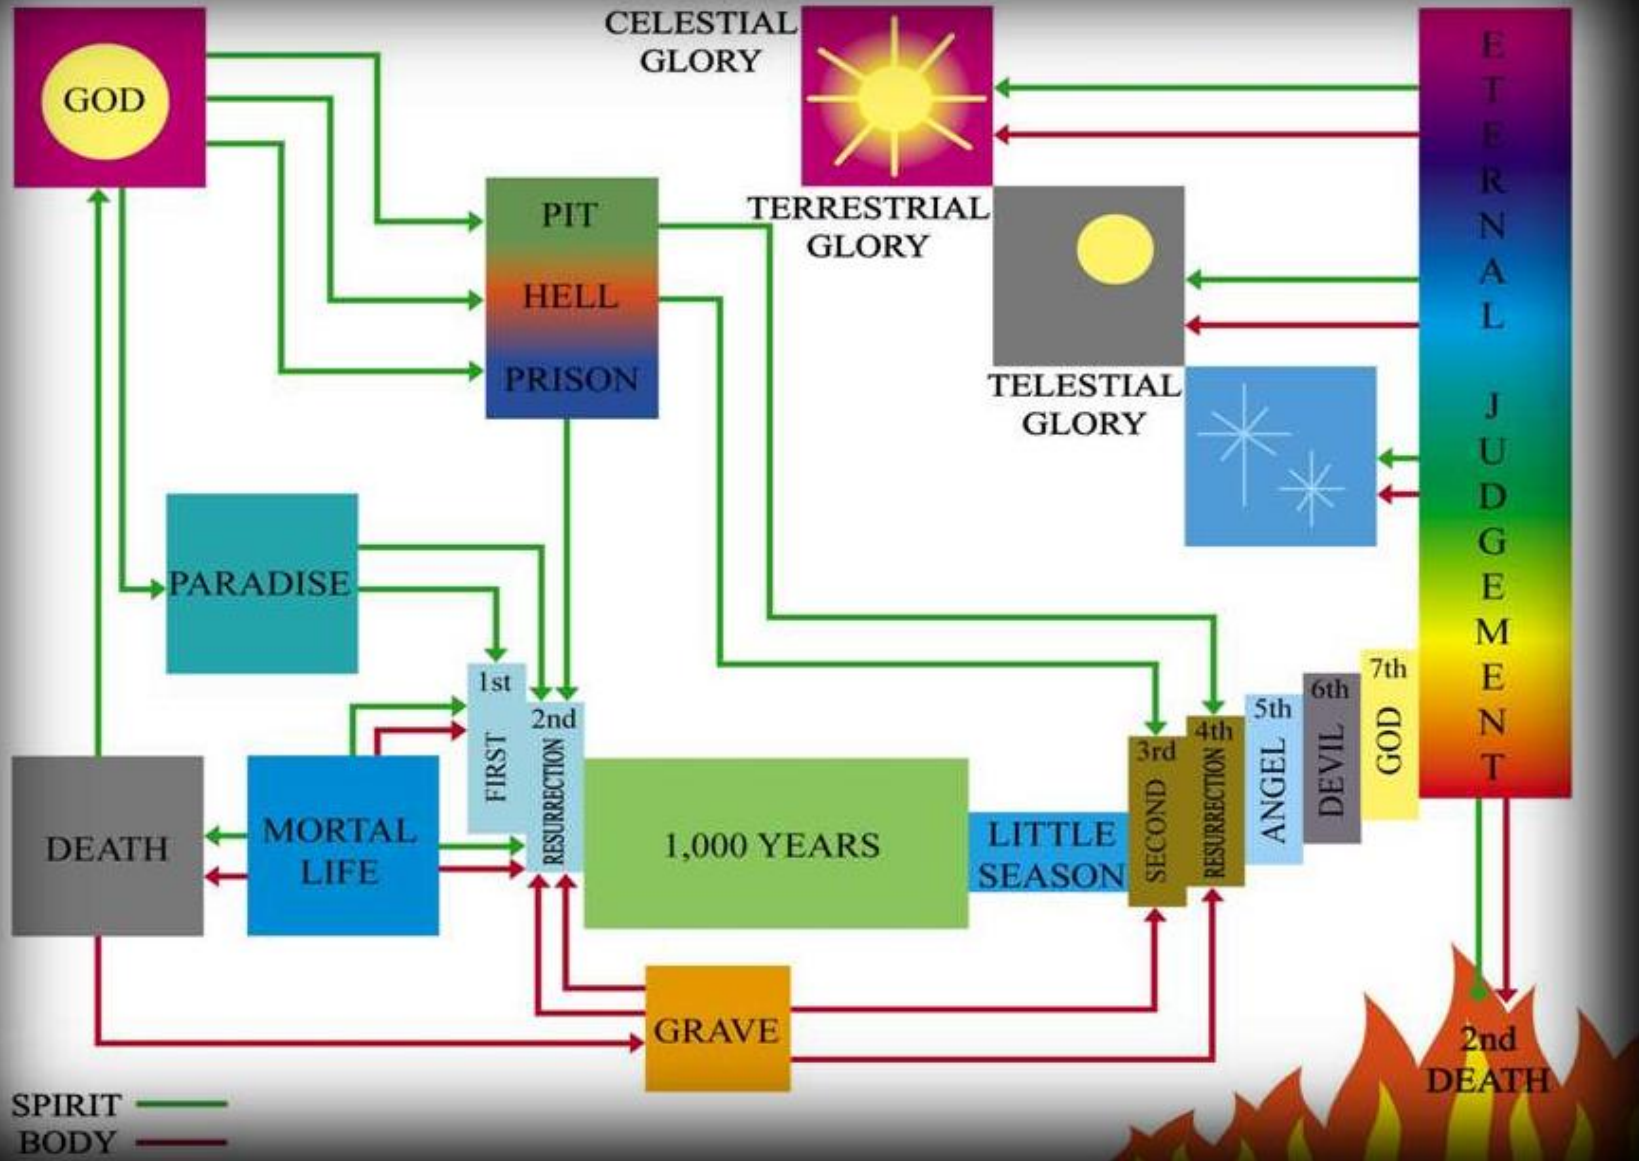 GOD
CELESTIAL
GLORY
PIT
HELL
PRISON
TERRESTRIAL
GLORY
TELESTIAL
GLORY
ETERNAL JUDGEMENT
PARADISE
1st
FIRST
2nd
RESURRECTION
DEATH
MORTAL
LIFE
1,000 YEARS
LITTLE
SEASON
3rd
SECOND
4th
RESURRECTION
5th
ANGEL
6th
DEVIL
7th
GOD
GRAVE
2nd
DEATH
SPIRIT
BODY